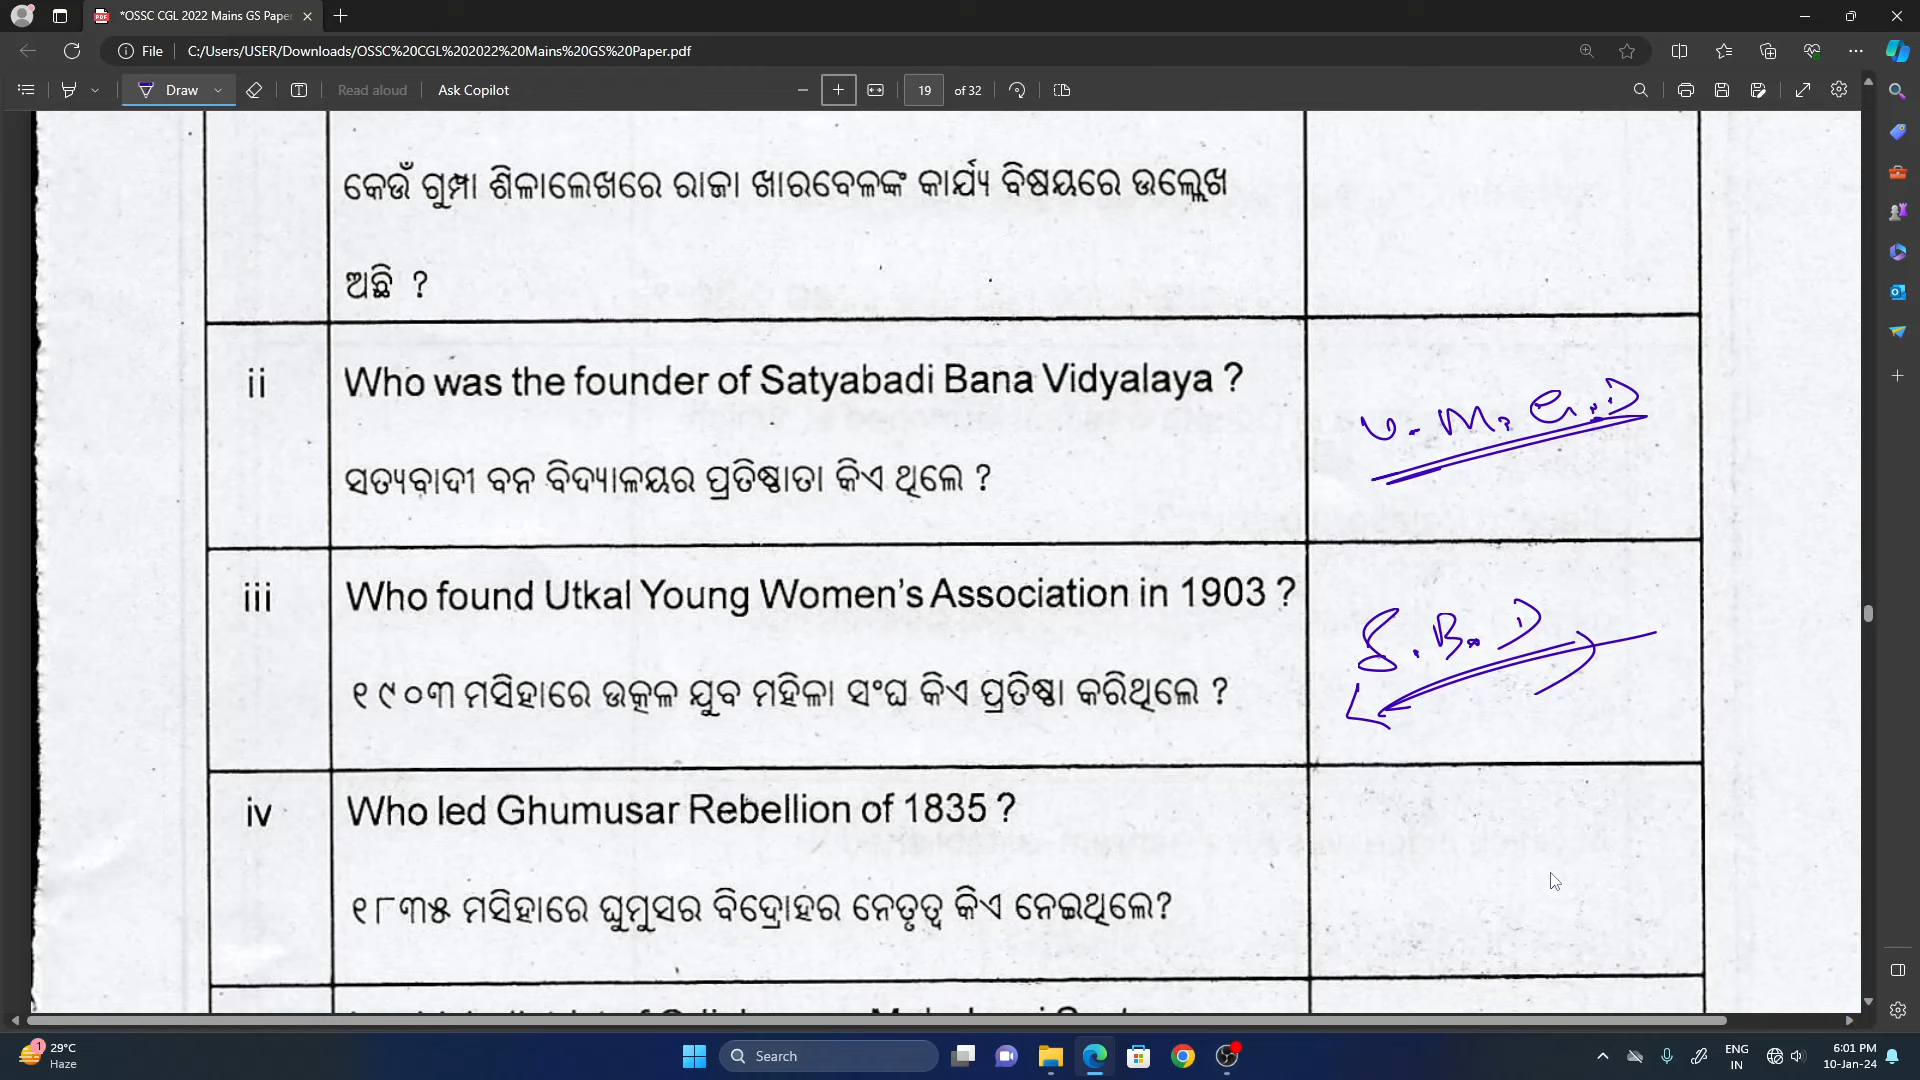 *OSSC CGL 2022 Mains GS Paper
File
C:/Users/USER/Downloads/OSSC%20CGL%202022%20Mains%20GS%20Paper.pdf
Draw
Read aloud
Ask Copilot
19
of 32
କେଉଁ ଗୁମ୍ଫା ଶିଳାଲେଖରେ ରାଜା ଖାରବେଳଙ୍କ କାର୍ଯ୍ୟ ବିଷୟରେ ଉଲ୍ଲେଖ
ଅଛି ?
ii
Who was the founder of Satyabadi Bana Vidyalaya ?
ସତ୍ୟବାଦୀ ବନ ବିଦ୍ୟାଳୟର ପ୍ରତିଷ୍ଠାତା କିଏ ଥିଲେ ?
iii
Who found Utkal Young Women's Association in 1903 ?
S.B.D
୧୯୦୩ ମସିହାରେ ଉତ୍କଳ ଯୁବ ମହିଳା ସଂଘ କିଏ ପ୍ରତିଷ୍ଠା କରିଥିଲେ ?
iv
Who led Ghumusar Rebellion of 1835 ?
୧୮୩୫ ମସିହାରେ ଘୁମୁସର ବିଦ୍ରୋହର ନେତୃତ୍ୱ କିଏ ନେଇଥିଲେ?
1
29°C
Haze
Search
ENG
IN
6:01 PM
10-Jan-24